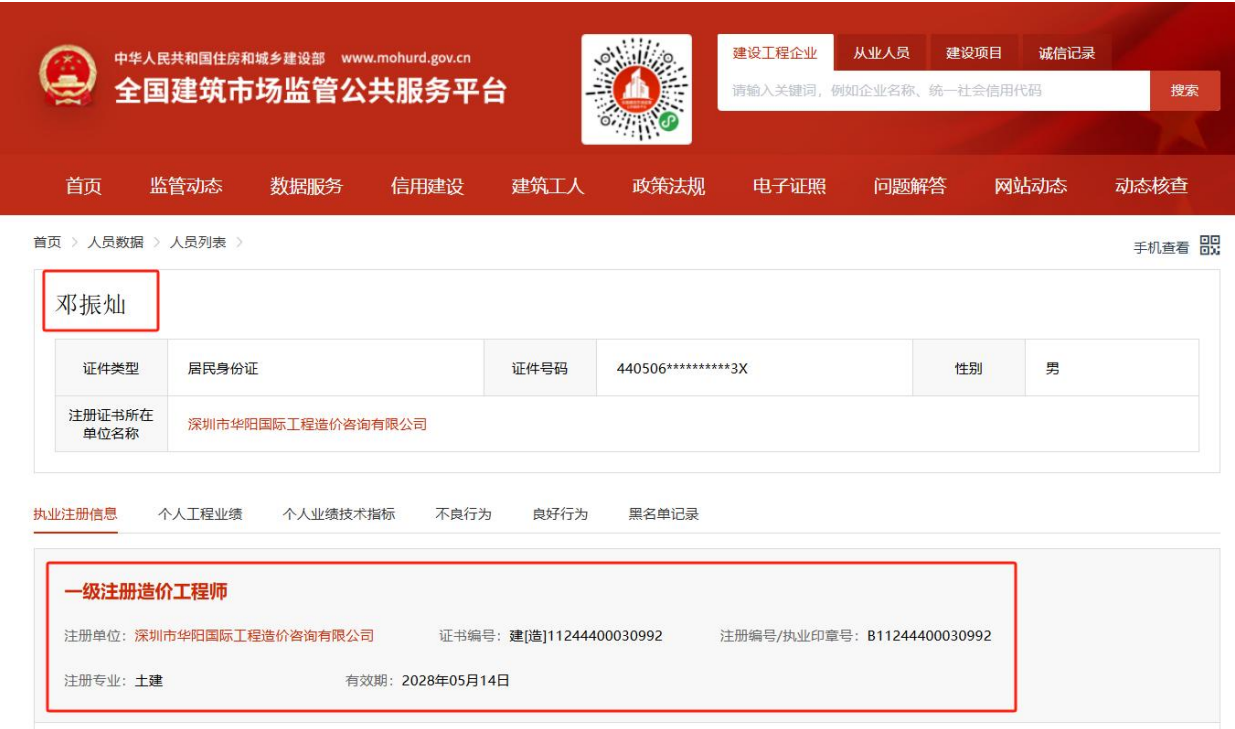 中华人民共和国住房和城乡建设部 www.mohurd.gov.cn
全国建筑市场监管公共服务平台
建设工程企业 从业人员 建设项目 诚信记录
请输入关键词，例如企业名称、统一社会信用代码 搜索
首页 监管动态 数据服务 信用建设 建筑工人 政策法规 电子证照 问题解答 网站动态 动态核查
首页 > 人员数据 > 人员列表 >
手机查看
邓振灿
证件类型 居民身份证 证件号码 440506**********3X 性别 男
注册证书所在
单位名称
深圳市华阳国际工程造价咨询有限公司
执业注册信息 个人工程业绩 个人业绩技术指标 不良行为 良好行为 黑名单记录
一级注册造价工程师
注册单位：深圳市华阳国际工程造价咨询有限公司 证书编号：建[造]11244400030992 注册编号/执业印章号：B11244400030992
注册专业：土建 有效期：2028年05月14日